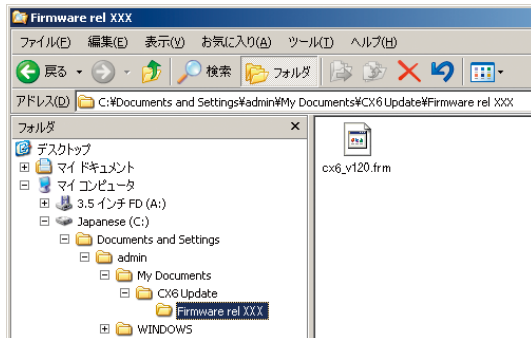 Firmware rel XXX
ファイル(F) 編集(E) 表示(V) お気に入り(A) ツール(T) ヘルプ(H)
戻る 検索 フォルダ
アドレス(D) C:¥Documents and Settings¥admin¥My Documents¥CX6 Update¥Firmware rel XXX
フォルダ ×
デスクトップ
マイ ドキュメント
マイ コンピュータ
3.5 インチ FD (A:)
Japanese (C:)
Documents and Settings
admin
My Documents
CX6 Update
Firmware rel XXX
WINDOWS
cx6_v120.frm